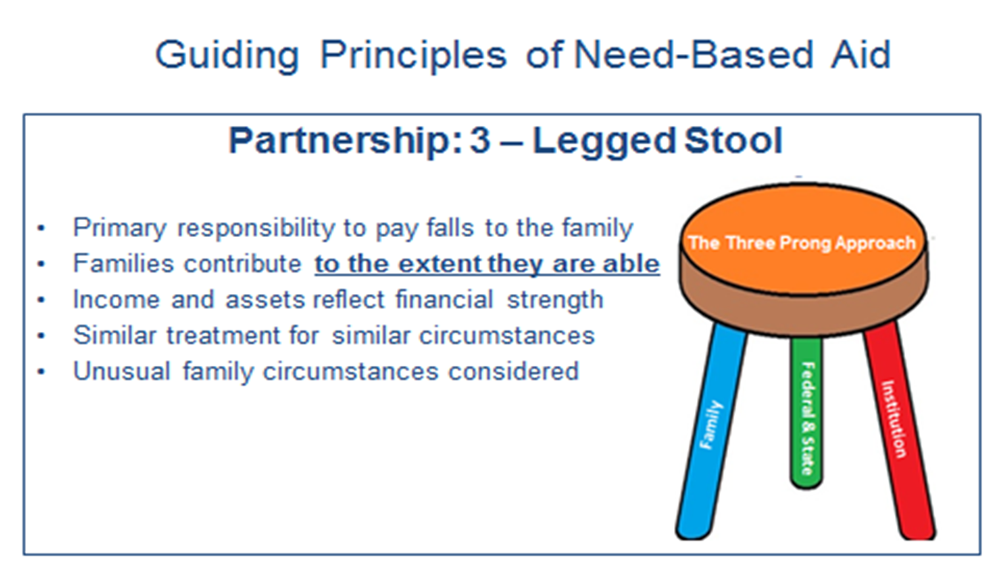 Guiding Principles of Need-Based Aid
Partnership: 3 – Legged Stool
• Primary responsibility to pay falls to the family
• Families contribute to the extent they are able
• Income and assets reflect financial strength
• Similar treatment for similar circumstances
• Unusual family circumstances considered
The Three Prong Approach
Family
Federal & State
Institution